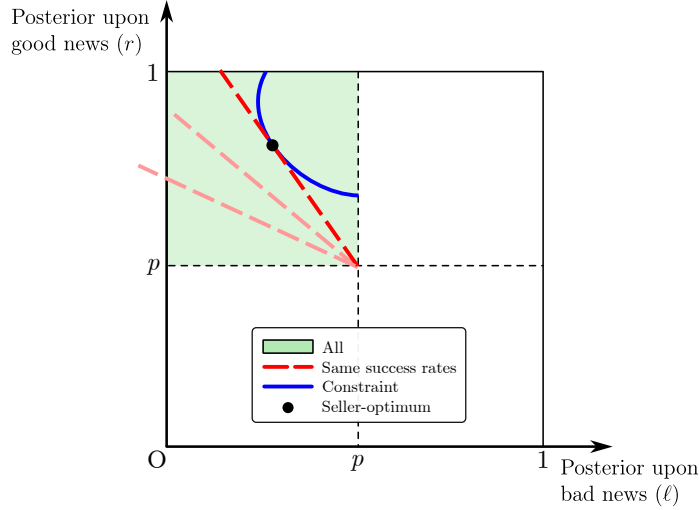 Posterior upon
good news (r)
1
p
All
Same success rates
Constraint
Seller-optimum
O
p
1
Posterior upon
bad news (ℓ)